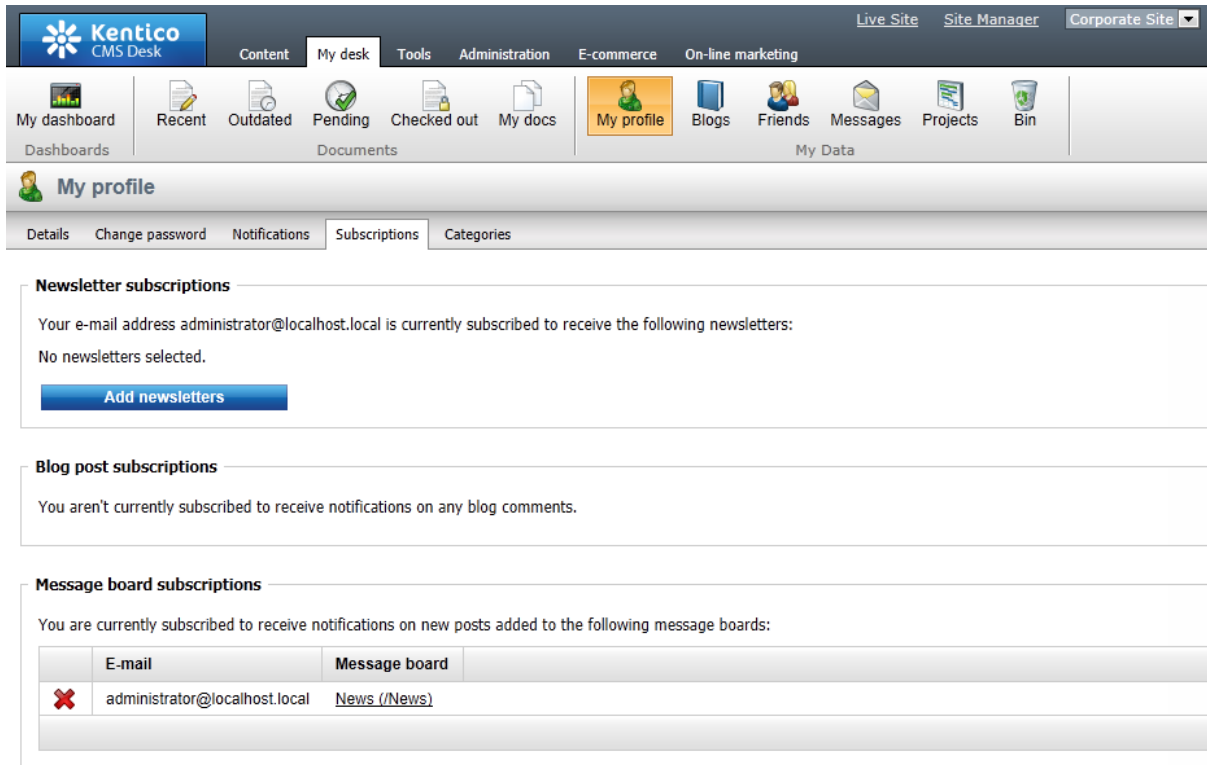 Live Site Site Manager Corporate Site
Kentico
CMS Desk
Content My desk Tools Administration E-commerce On-line marketing
My dashboard Recent Outdated Pending Checked out My docs My profile Blogs Friends Messages Projects Bin
Dashboards Documents My Data
My profile
Details Change password Notifications Subscriptions Categories
Newsletter subscriptions
Your e-mail address administrator@localhost.local is currently subscribed to receive the following newsletters:
No newsletters selected.
Add newsletters
Blog post subscriptions
You aren't currently subscribed to receive notifications on any blog comments.
Message board subscriptions
You are currently subscribed to receive notifications on new posts added to the following message boards:
E-mail Message board
administrator@localhost.local News (/News)